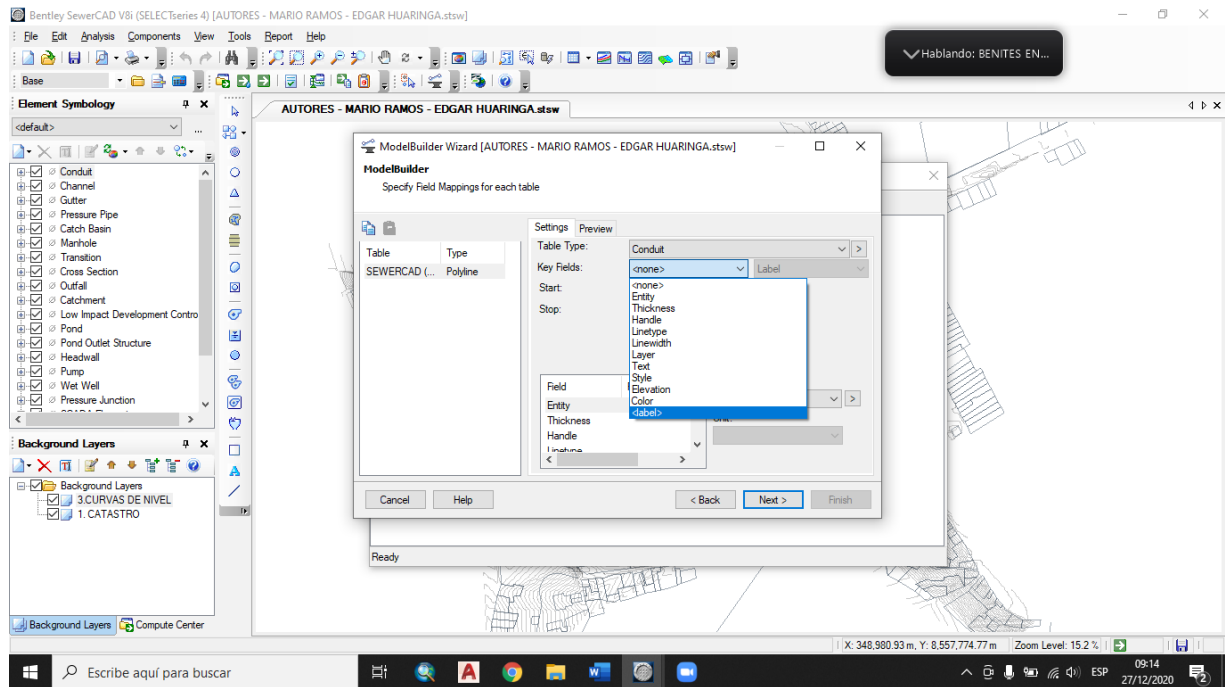 Bentley SewerCAD V8i (SELECTseries 4) [AUTORES - MARIO RAMOS - EDGAR HUARINGA.stsw]
File Edit Analysis Components View Tools Report Help
Hablando: BENITES EN...
Base
Element Symbology
AUTORES - MARIO RAMOS - EDGAR HUARINGA.stsw
<default>
...
Conduit
Channel
Gutter
Pressure Pipe
Catch Basin
Manhole
Transition
Cross Section
Outfall
Catchment
Low Impact Development Contro
Pond
Pond Outlet Structure
Headwall
Pump
Wet Well
Pressure Junction
Background Layers
Background Layers
3.CURVAS DE NIVEL
1. CATASTRO
Background Layers
Compute Center
ModelBuilder Wizard [AUTORES - MARIO RAMOS - EDGAR HUARINGA.stsw]
ModelBuilder
Specify Field Mappings for each table
Table Type
SEWERCAD (... Polyline
Settings Preview
Table Type: Conduit >
Key Fields: <none> Label
Start:
Stop:
<none>
Entity
Thickness
Handle
Linetype
Linewidth
Layer
Text
Style
Elevation
Color
<label>
Field
Entity
Thickness
Handle
Linetype
>
Unit:
Cancel Help < Back Next > Finish
Ready
X: 348,980.93 m, Y: 8,557,774.77 m Zoom Level: 15.2 %
Escribe aquí para buscar
ESP
09:14
27/12/2020
2